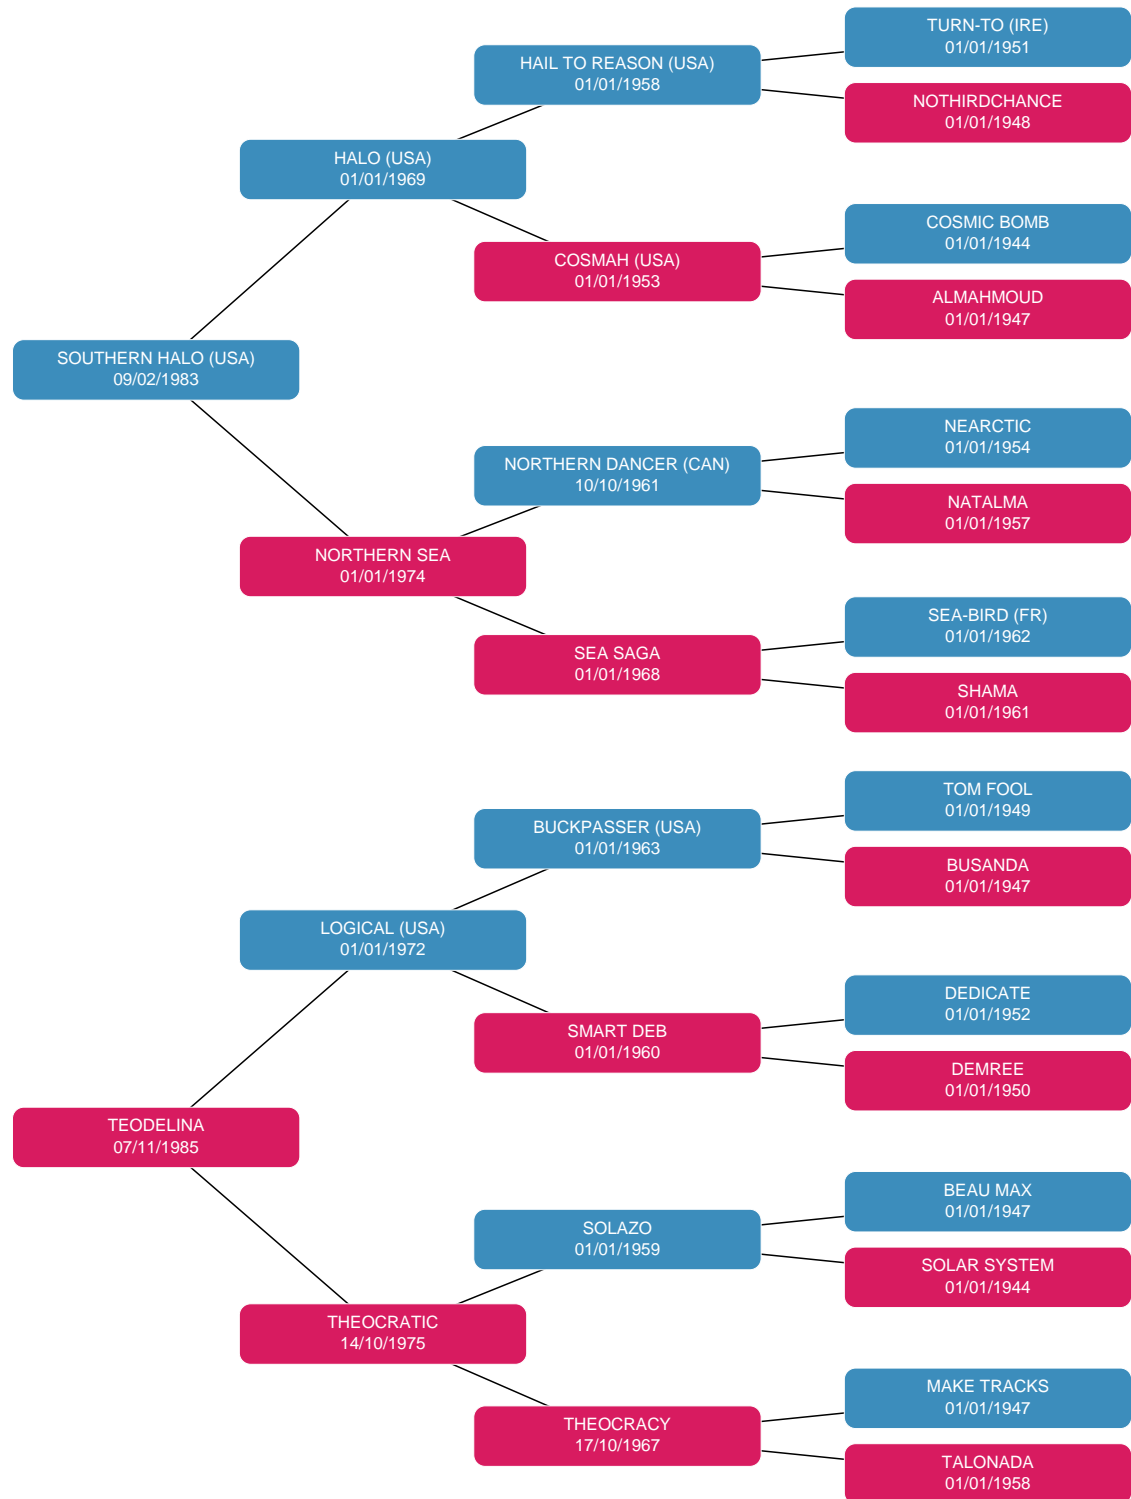 TURN-TO (IRE)
01/01/1951
HAIL TO REASON (USA)
01/01/1958
NOTHIRDCHANCE
01/01/1948
HALO (USA)
01/01/1969
COSMIC BOMB
01/01/1944
COSMAH (USA)
01/01/1953
ALMAHMOUD
01/01/1947
SOUTHERN HALO (USA)
09/02/1983
NEARCTIC
01/01/1954
NORTHERN DANCER (CAN)
10/10/1961
NATALMA
01/01/1957
NORTHERN SEA
01/01/1974
SEA-BIRD (FR)
01/01/1962
SEA SAGA
01/01/1968
SHAMA
01/01/1961
TOM FOOL
01/01/1949
BUCKPASSER (USA)
01/01/1963
BUSANDA
01/01/1947
LOGICAL (USA)
01/01/1972
DEDICATE
01/01/1952
SMART DEB
01/01/1960
DEMREE
01/01/1950
TEODELINA
07/11/1985
BEAU MAX
01/01/1947
SOLAZO
01/01/1959
SOLAR SYSTEM
01/01/1944
THEOCRATIC
14/10/1975
MAKE TRACKS
01/01/1947
THEOCRACY
17/10/1967
TALONADA
01/01/1958